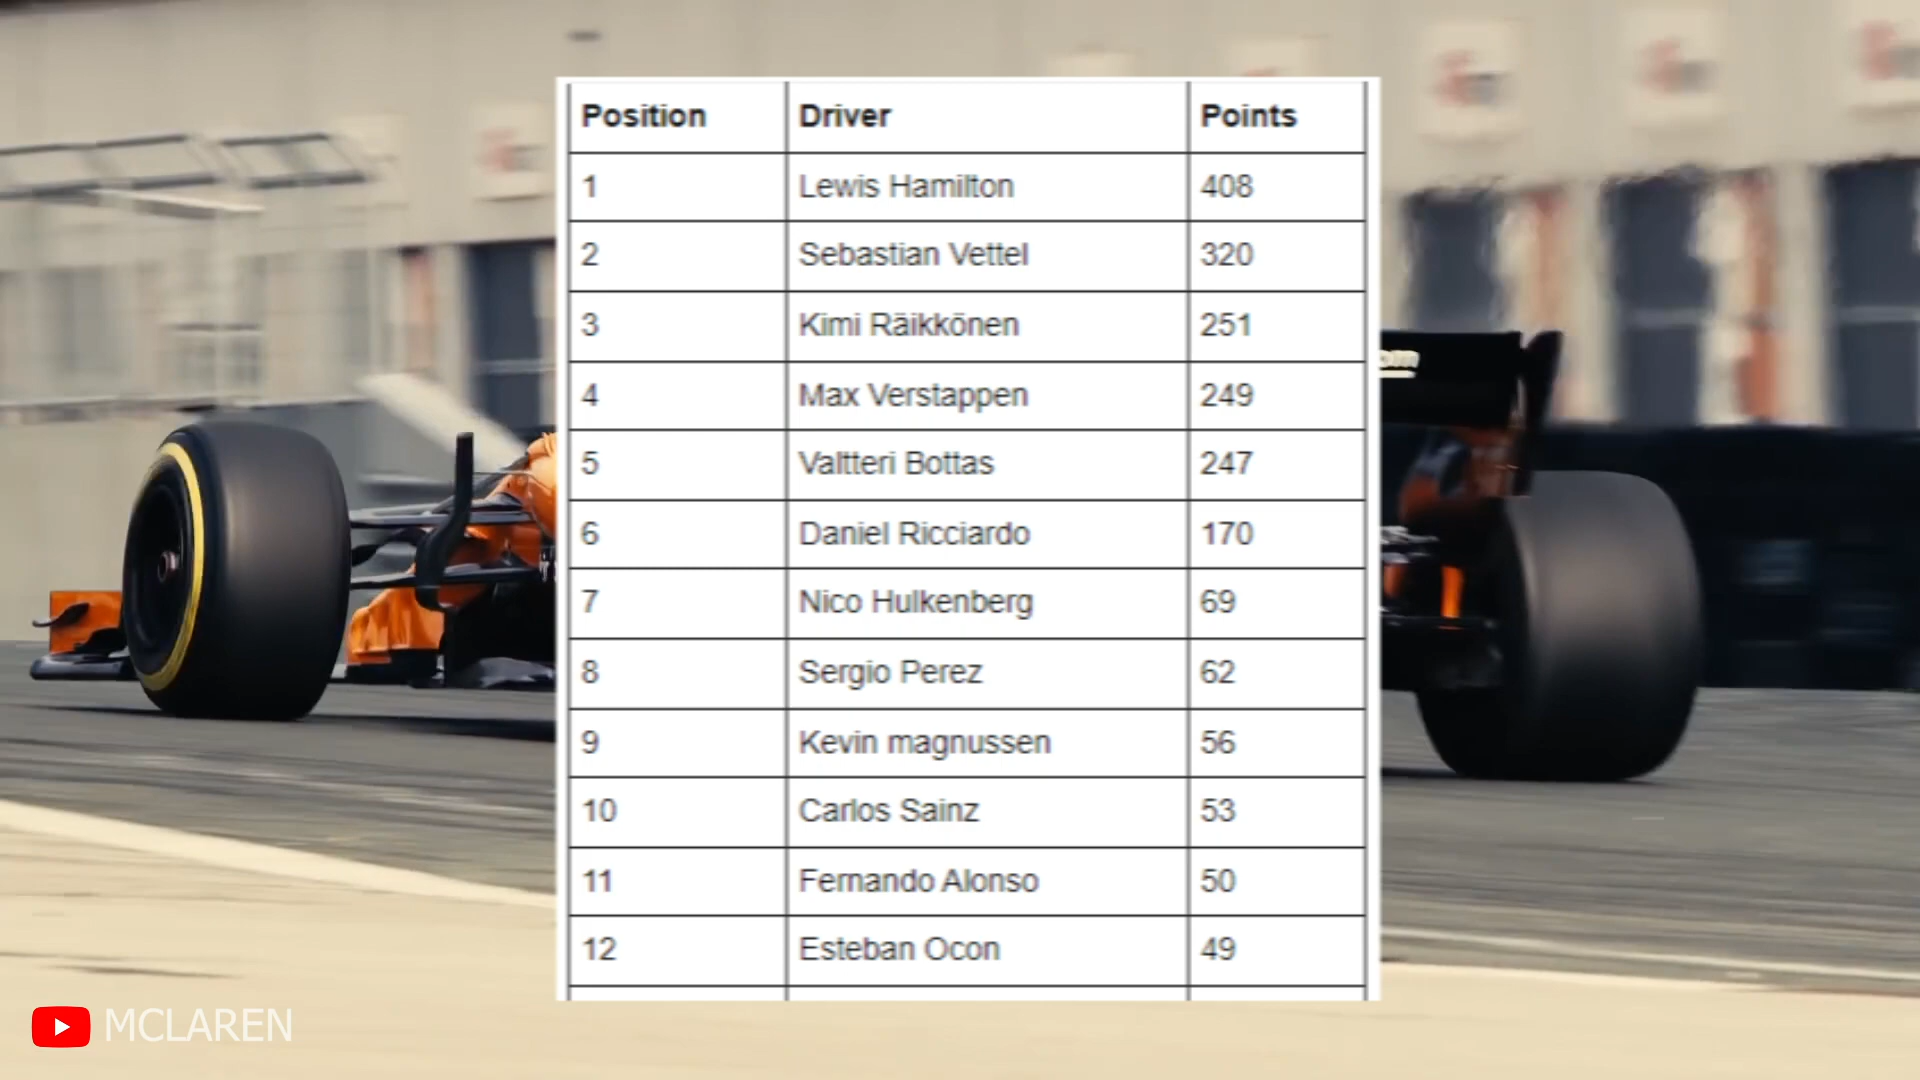 Position Driver Points
1 Lewis Hamilton 408
2 Sebastian Vettel 320
3 Kimi Räikkönen 251
4 Max Verstappen 249
5 Valtteri Bottas 247
6 Daniel Ricciardo 170
7 Nico Hulkenberg 69
8 Sergio Perez 62
9 Kevin magnussen 56
10 Carlos Sainz 53
11 Fernando Alonso 50
12 Esteban Ocon 49
MCLAREN